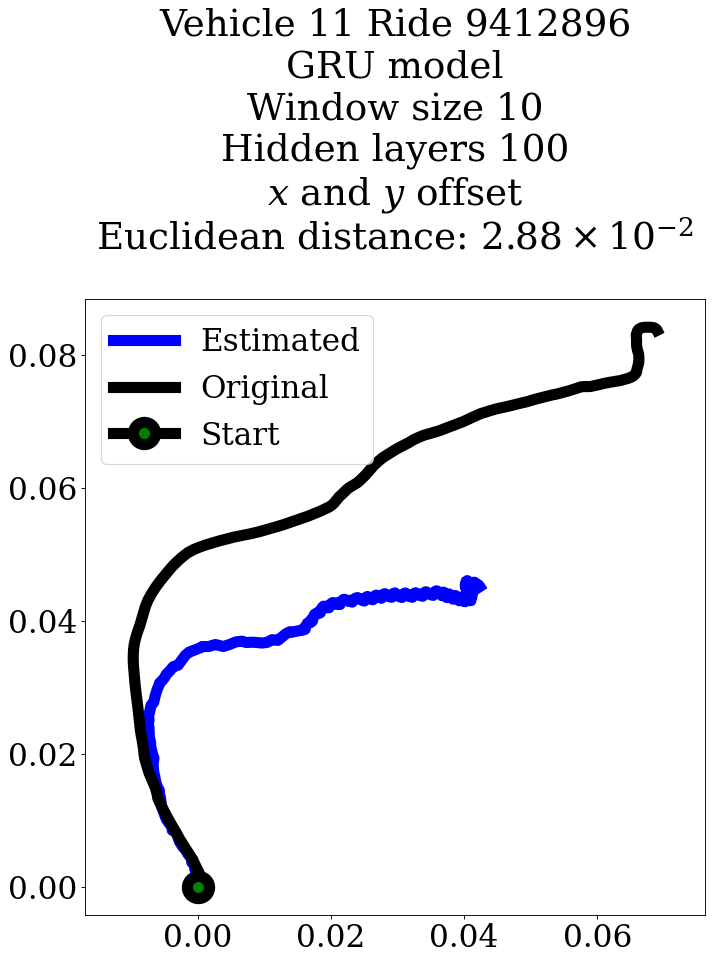 Vehicle 11 Ride 9412896
GRU model
Window size 10
Hidden layers 100
x and y offset
Euclidean distance: 2.88 × 10⁻²
Estimated
Original
Start
0.08
0.06
0.04
0.02
0.00
0.00 0.02 0.04 0.06